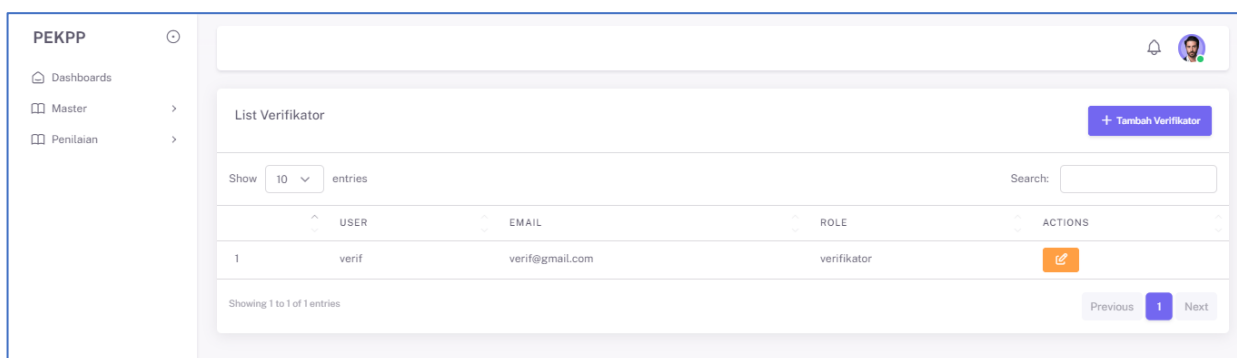 PEKPP
Dashboards
Master
Penilaian
List Verifikator
+ Tambah Verifikator
Show 10 entries
Search:
USER EMAIL ROLE ACTIONS
1 verif verif@gmail.com verifikator
Showing 1 to 1 of 1 entries
Previous 1 Next